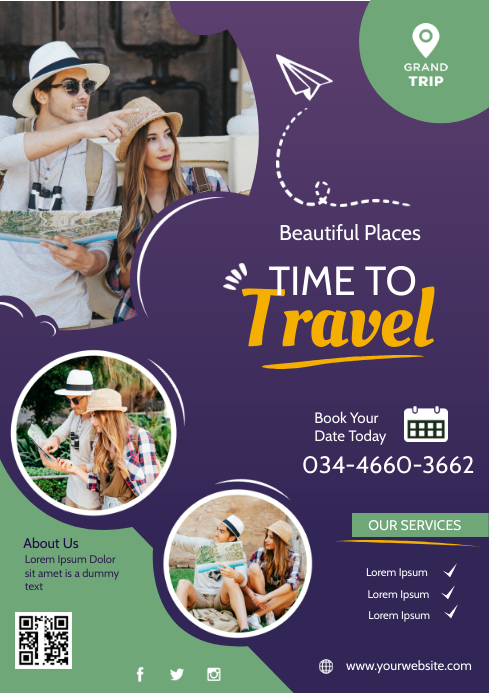 GRAND
TRIP
Beautiful Places
TIME TO
Travel
Book Your
Date Today
034-4660-3662
OUR SERVICES
Lorem Ipsum
Lorem Ipsum
Lorem Ipsum
About Us
Lorem Ipsum Dolor
sit amet is a dummy
text
www.yourwebsite.com